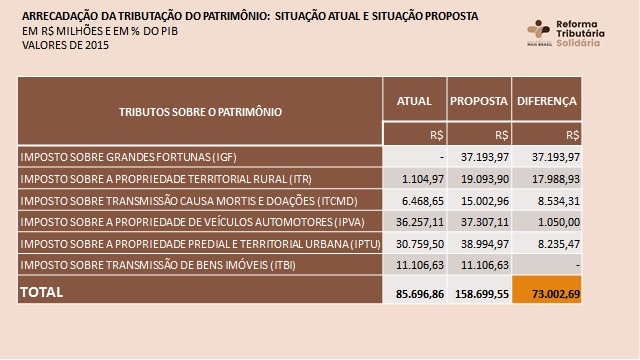 ARRECADAÇÃO DA TRIBUTAÇÃO DO PATRIMÔNIO: SITUAÇÃO ATUAL E SITUAÇÃO PROPOSTA
EM R$ MILHÕES E EM % DO PIB
VALORES DE 2015
Reforma
Tributária
Solidária
MAIS BRASIL
TRIBUTOS SOBRE O PATRIMÔNIO ATUAL PROPOSTA DIFERENÇA
R$ R$ R$
IMPOSTO SOBRE GRANDES FORTUNAS (IGF) - 37.193,97 37.193,97
IMPOSTO SOBRE A PROPRIEDADE TERRITORIAL RURAL (ITR) 1.104,97 19.093,90 17.988,93
IMPOSTO SOBRE TRANSMISSÃO CAUSA MORTIS E DOAÇÕES (ITCMD) 6.468,65 15.002,96 8.534,31
IMPOSTO SOBRE A PROPRIEDADE DE VEÍCULOS AUTOMOTORES (IPVA) 36.257,11 37.307,11 1.050,00
IMPOSTO SOBRE A PROPRIEDADE PREDIAL E TERRITORIAL URBANA (IPTU) 30.759,50 38.994,97 8.235,47
IMPOSTO SOBRE TRANSMISSÃO DE BENS IMÓVEIS (ITBI) 11.106,63 11.106,63 -
TOTAL 85.696,86 158.699,55 73.002,69